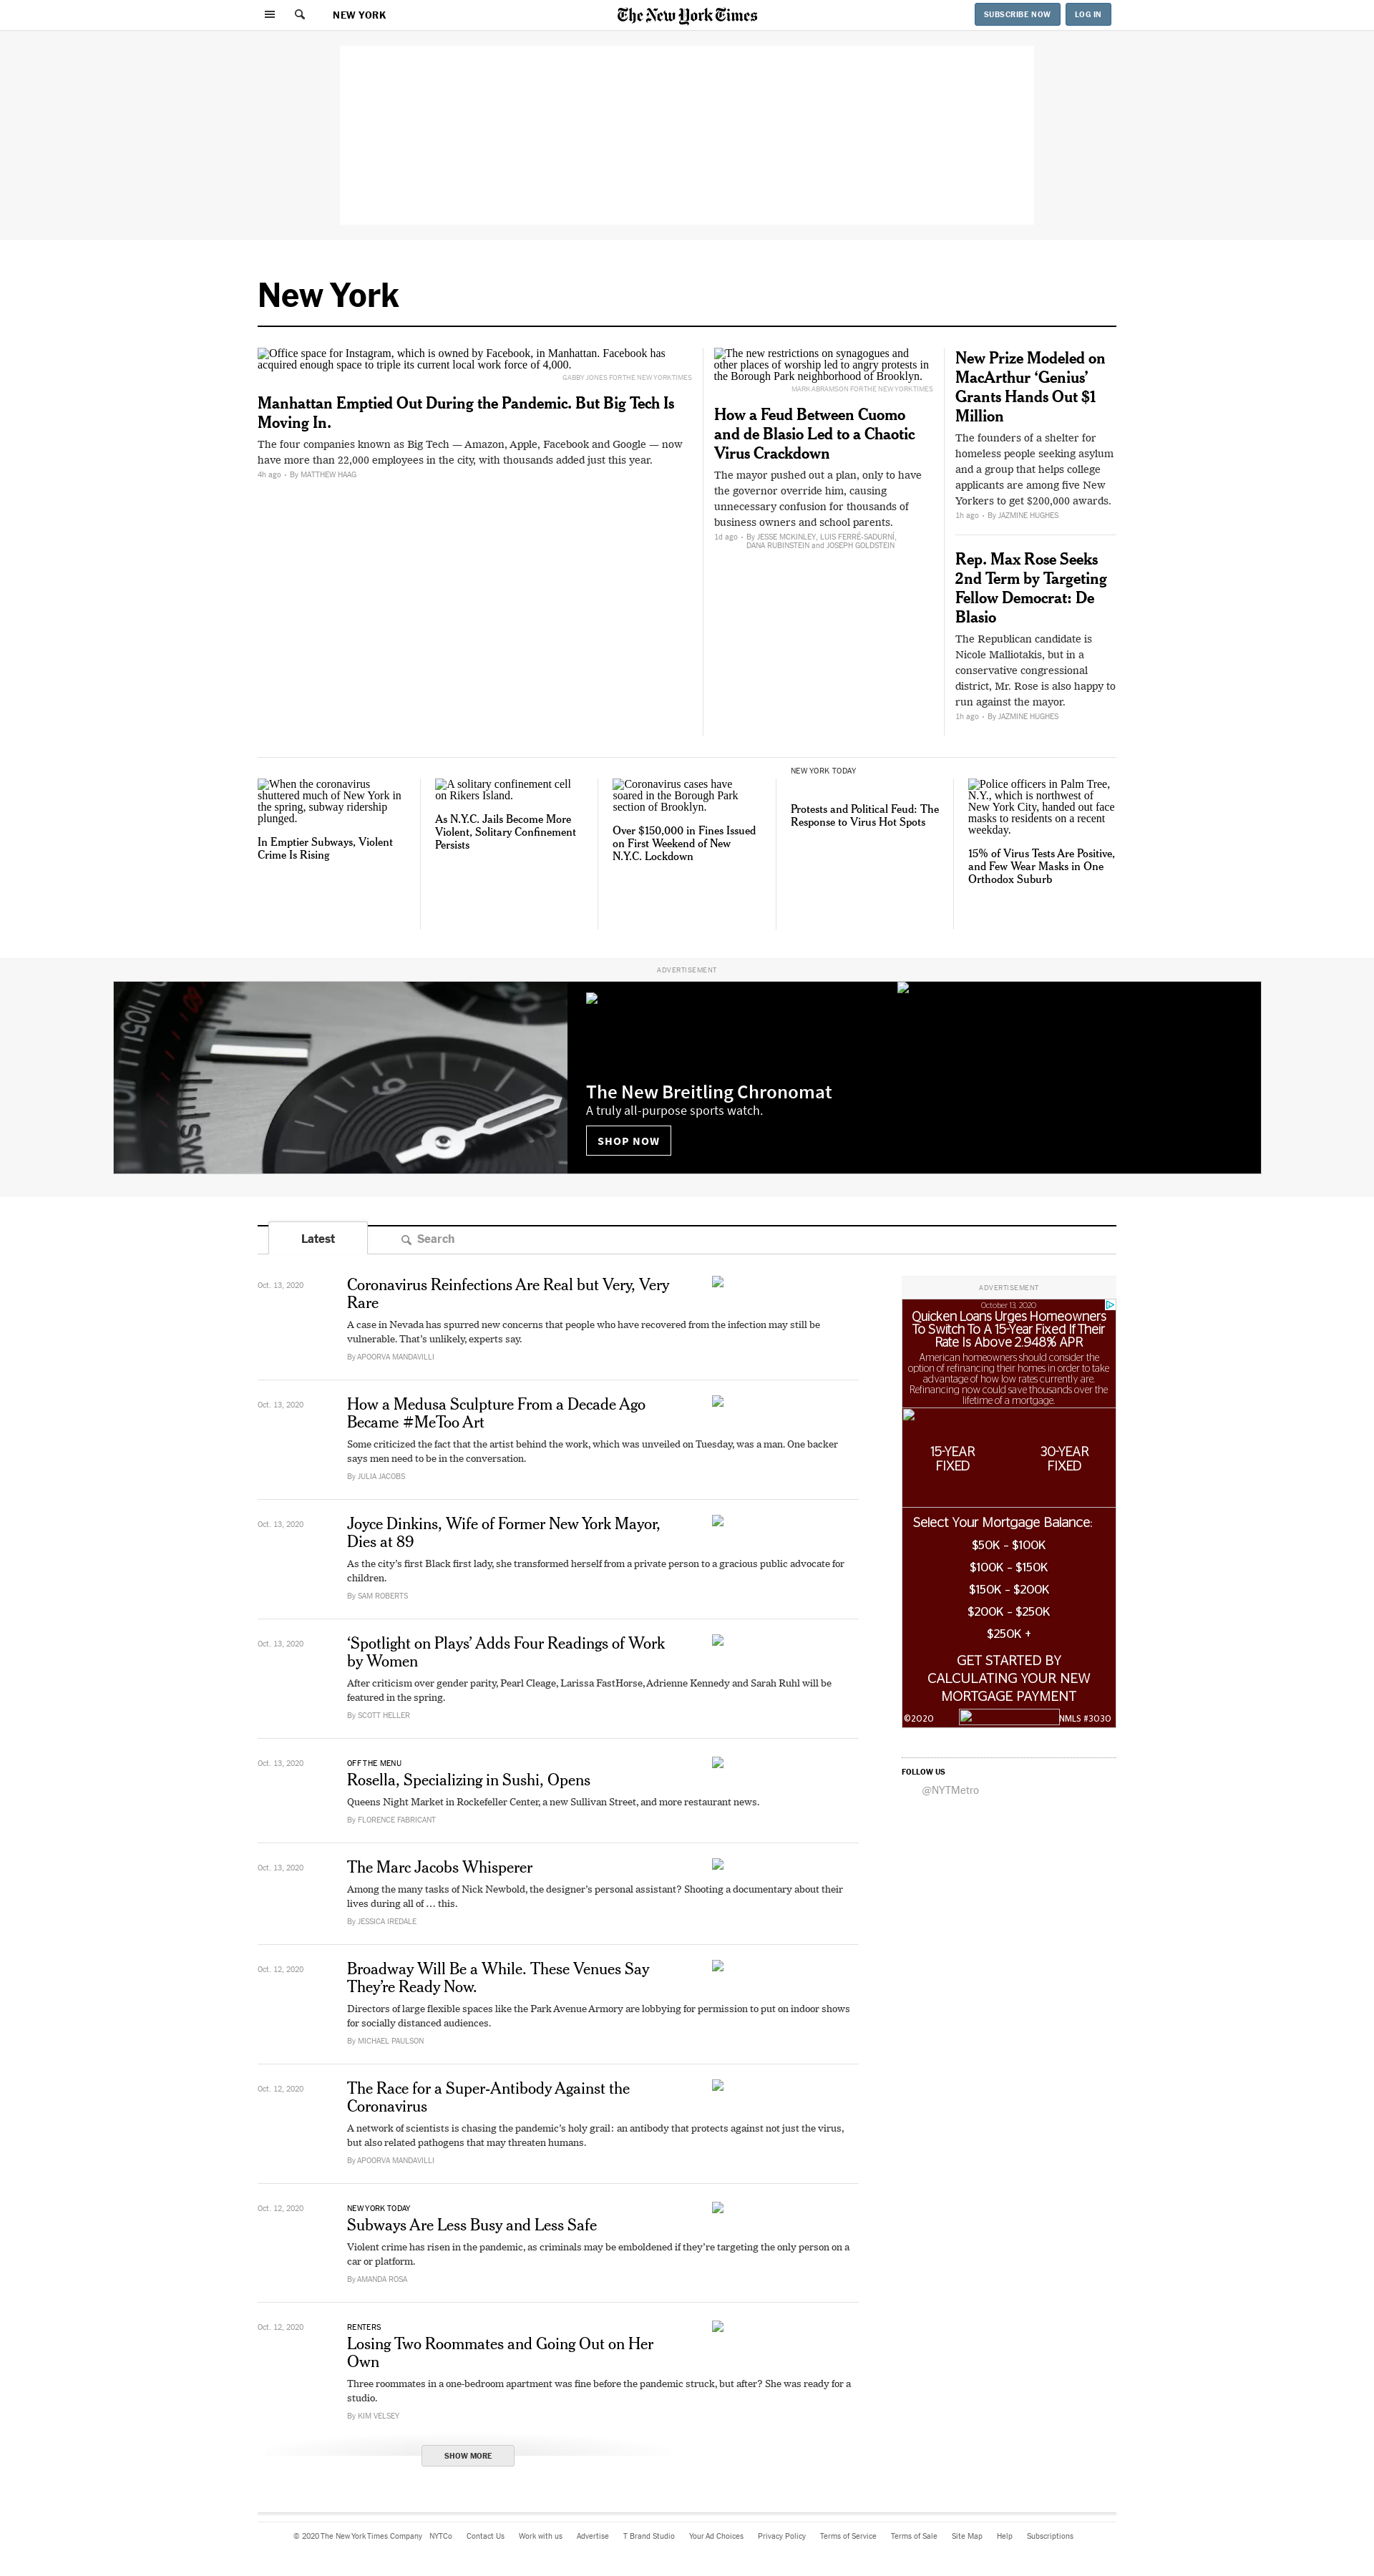 NEW YORK
The New York Times
SUBSCRIBE NOW
LOG IN
New York
Office space for Instagram, which is owned by Facebook, in Manhattan. Facebook has
acquired enough space to triple its current local work force of 4,000.
GABBY JONES FOR THE NEW YORK TIMES
Manhattan Emptied Out During the Pandemic. But Big Tech Is
Moving In.
The four companies known as Big Tech — Amazon, Apple, Facebook and Google — now
have more than 22,000 employees in the city, with thousands added just this year.
4h ago • By MATTHEW HAAG
The new restrictions on synagogues and
other places of worship led to angry protests in
the Borough Park neighborhood of Brooklyn.
MARK ABRAMSON FOR THE NEW YORK TIMES
How a Feud Between Cuomo
and de Blasio Led to a Chaotic
Virus Crackdown
The mayor pushed out a plan, only to have
the governor override him, causing
unnecessary confusion for thousands of
business owners and school parents.
1d ago • By JESSE MCKINLEY, LUIS FERRÉ-SADURNÍ,
DANA RUBINSTEIN and JOSEPH GOLDSTEIN
New Prize Modeled on
MacArthur ‘Genius’
Grants Hands Out $1
Million
The founders of a shelter for
homeless people seeking asylum
and a group that helps college
applicants are among five New
Yorkers to get $200,000 awards.
1h ago • By JAZMINE HUGHES
Rep. Max Rose Seeks
2nd Term by Targeting
Fellow Democrat: De
Blasio
The Republican candidate is
Nicole Malliotakis, but in a
conservative congressional
district, Mr. Rose is also happy to
run against the mayor.
1h ago • By JAZMINE HUGHES
When the coronavirus
shuttered much of New York in
the spring, subway ridership
plunged.
In Emptier Subways, Violent
Crime Is Rising
A solitary confinement cell
on Rikers Island.
As N.Y.C. Jails Become More
Violent, Solitary Confinement
Persists
Coronavirus cases have
soared in the Borough Park
section of Brooklyn.
Over $150,000 in Fines Issued
on First Weekend of New
N.Y.C. Lockdown
NEW YORK TODAY
Protests and Political Feud: The
Response to Virus Hot Spots
Police officers in Palm Tree,
N.Y., which is northwest of
New York City, handed out face
masks to residents on a recent
weekday.
15% of Virus Tests Are Positive,
and Few Wear Masks in One
Orthodox Suburb
ADVERTISEMENT
SWISS
The New Breitling Chronomat
A truly all-purpose sports watch.
SHOP NOW
Latest
Search
Oct. 13, 2020
Coronavirus Reinfections Are Real but Very, Very
Rare
A case in Nevada has spurred new concerns that people who have recovered from the infection may still be
vulnerable. That’s unlikely, experts say.
By APOORVA MANDAVILLI
Oct. 13, 2020
How a Medusa Sculpture From a Decade Ago
Became #MeToo Art
Some criticized the fact that the artist behind the work, which was unveiled on Tuesday, was a man. One backer
says men need to be in the conversation.
By JULIA JACOBS
Oct. 13, 2020
Joyce Dinkins, Wife of Former New York Mayor,
Dies at 89
As the city’s first Black first lady, she transformed herself from a private person to a gracious public advocate for
children.
By SAM ROBERTS
Oct. 13, 2020
‘Spotlight on Plays’ Adds Four Readings of Work
by Women
After criticism over gender parity, Pearl Cleage, Larissa FastHorse, Adrienne Kennedy and Sarah Ruhl will be
featured in the spring.
By SCOTT HELLER
Oct. 13, 2020
OFF THE MENU
Rosella, Specializing in Sushi, Opens
Queens Night Market in Rockefeller Center, a new Sullivan Street, and more restaurant news.
By FLORENCE FABRICANT
Oct. 13, 2020
The Marc Jacobs Whisperer
Among the many tasks of Nick Newbold, the designer’s personal assistant? Shooting a documentary about their
lives during all of … this.
By JESSICA IREDALE
Oct. 12, 2020
Broadway Will Be a While. These Venues Say
They’re Ready Now.
Directors of large flexible spaces like the Park Avenue Armory are lobbying for permission to put on indoor shows
for socially distanced audiences.
By MICHAEL PAULSON
Oct. 12, 2020
The Race for a Super-Antibody Against the
Coronavirus
A network of scientists is chasing the pandemic’s holy grail: an antibody that protects against not just the virus,
but also related pathogens that may threaten humans.
By APOORVA MANDAVILLI
Oct. 12, 2020
NEW YORK TODAY
Subways Are Less Busy and Less Safe
Violent crime has risen in the pandemic, as criminals may be emboldened if they’re targeting the only person on a
car or platform.
By AMANDA ROSA
Oct. 12, 2020
RENTERS
Losing Two Roommates and Going Out on Her
Own
Three roommates in a one-bedroom apartment was fine before the pandemic struck, but after? She was ready for a
studio.
By KIM VELSEY
SHOW MORE
ADVERTISEMENT
October 13, 2020
Quicken Loans Urges Homeowners
To Switch To A 15-Year Fixed If Their
Rate Is Above 2.948% APR
American homeowners should consider the
option of refinancing their homes in order to take
advantage of how low rates currently are.
Refinancing now could save thousands over the
lifetime of a mortgage.
15-YEAR
FIXED
30-YEAR
FIXED
Select Your Mortgage Balance:
$50K - $100K
$100K - $150K
$150K - $200K
$200K - $250K
$250K +
GET STARTED BY
CALCULATING YOUR NEW
MORTGAGE PAYMENT
©2020
NMLS #3030
FOLLOW US
@NYTMetro
© 2020 The New York Times Company NYTCo Contact Us Work with us Advertise T Brand Studio Your Ad Choices Privacy Policy Terms of Service Terms of Sale Site Map Help Subscriptions